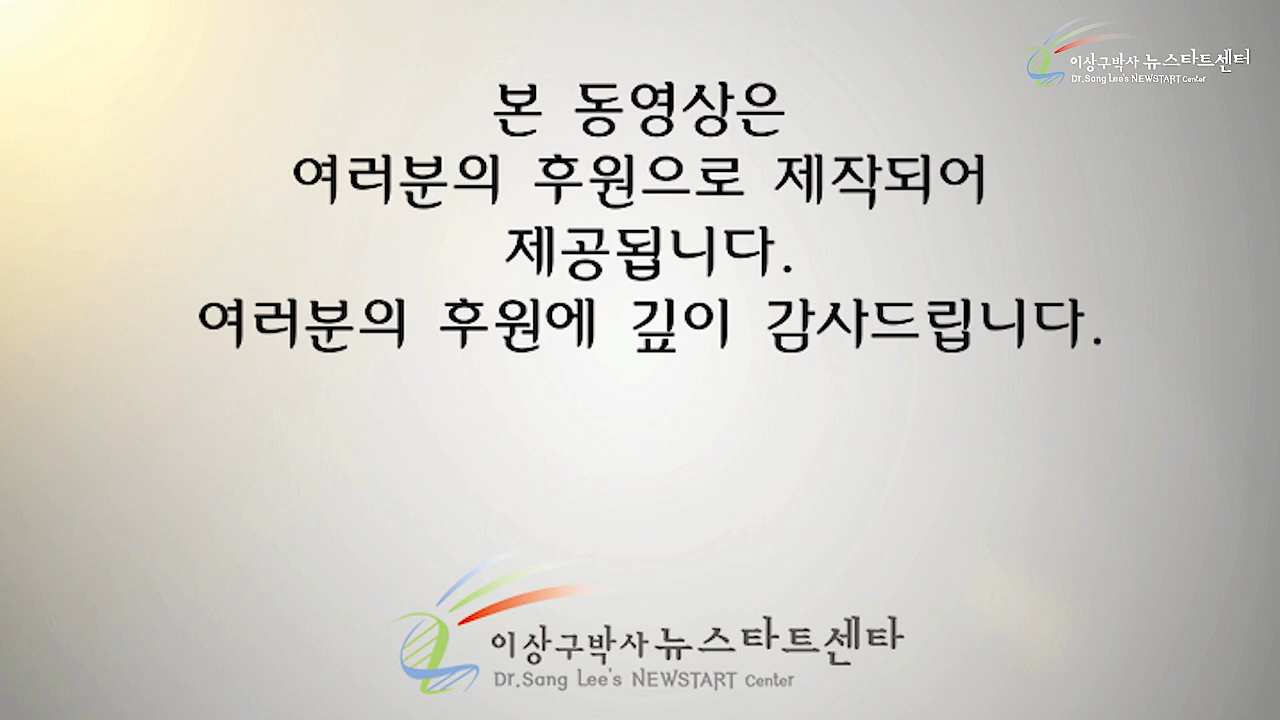 이상구박사 뉴스타트센터
Dr.Sang Lee's NEWSTART Center
본 동영상은
여러분의 후원으로 제작되어
제공됩니다.
여러분의 후원에 깊이 감사드립니다.
이상구박사 뉴스타트센타
Dr.Sang Lee's NEWSTART Center